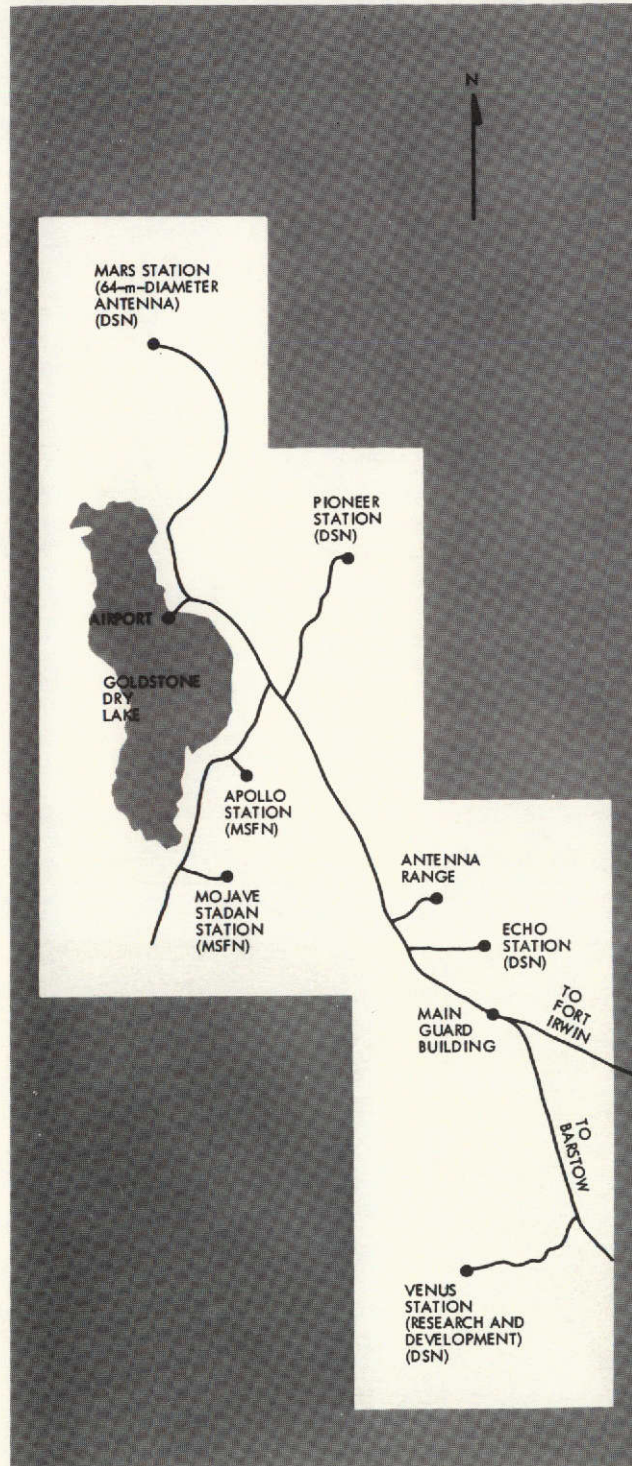 N
MARS STATION
(64-m-DIAMETER
ANTENNA)
(DSN)
PIONEER
STATION
(DSN)
AIRPORT
GOLDSTONE
DRY
LAKE
APOLLO
STATION
(MSFN)
MOJAVE
STADAN
STATION
(MSFN)
ANTENNA
RANGE
ECHO
STATION
(DSN)
MAIN
GUARD
BUILDING
TO
FORT
IRWIN
TO
BARSTOW
VENUS
STATION
(RESEARCH AND
DEVELOPMENT)
(DSN)